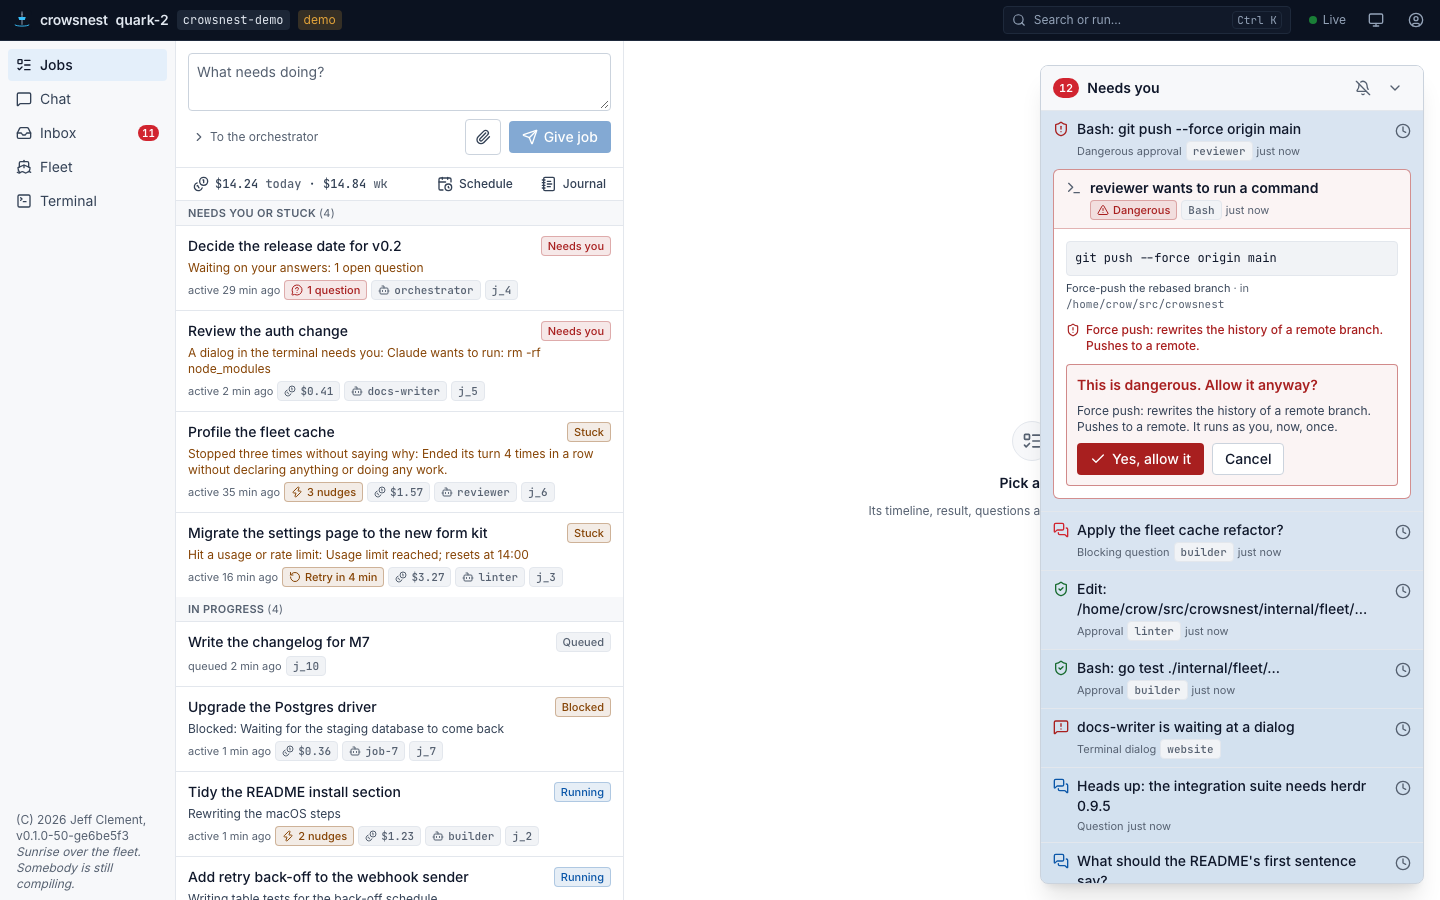 crowsnest quark-2 crowsnest-demo demo
Search or run... Ctrl K
Live
Jobs
Chat
Inbox 11
Fleet
Terminal
(C) 2026 Jeff Clement,
v0.1.0-50-ge6be5f3
Sunrise over the fleet.
Somebody is still
compiling.
What needs doing?
To the orchestrator
Give job
$14.24 today · $14.84 wk
Schedule
Journal
NEEDS YOU OR STUCK (4)
Decide the release date for v0.2 Needs you
Waiting on your answers: 1 open question
active 29 min ago 1 question orchestrator j_4
Review the auth change Needs you
A dialog in the terminal needs you: Claude wants to run: rm -rf
node_modules
active 2 min ago $0.41 docs-writer j_5
Profile the fleet cache Stuck
Stopped three times without saying why: Ended its turn 4 times in a row
without declaring anything or doing any work.
active 35 min ago 3 nudges $1.57 reviewer j_6
Migrate the settings page to the new form kit Stuck
Hit a usage or rate limit: Usage limit reached; resets at 14:00
active 16 min ago Retry in 4 min $3.27 linter j_3
IN PROGRESS (4)
Write the changelog for M7 Queued
queued 2 min ago j_10
Upgrade the Postgres driver Blocked
Blocked: Waiting for the staging database to come back
active 1 min ago $0.36 job-7 j_7
Tidy the README install section Running
Rewriting the macOS steps
active 1 min ago 2 nudges $1.23 builder j_2
Add retry back-off to the webhook sender Running
Writing table tests for the back-off schedule
Pick a
Its timeline, result, questions a
12 Needs you
Bash: git push --force origin main
Dangerous approval reviewer just now
reviewer wants to run a command
Dangerous Bash just now
git push --force origin main
Force-push the rebased branch · in
/home/crow/src/crowsnest
Force push: rewrites the history of a remote branch.
Pushes to a remote.
This is dangerous. Allow it anyway?
Force push: rewrites the history of a remote branch.
Pushes to a remote. It runs as you, now, once.
Yes, allow it
Cancel
Apply the fleet cache refactor?
Blocking question builder just now
Edit:
/home/crow/src/crowsnest/internal/fleet/...
Approval linter just now
Bash: go test ./internal/fleet/...
Approval builder just now
docs-writer is waiting at a dialog
Terminal dialog website
Heads up: the integration suite needs herdr
0.9.5
Question just now
What should the README's first sentence
say?